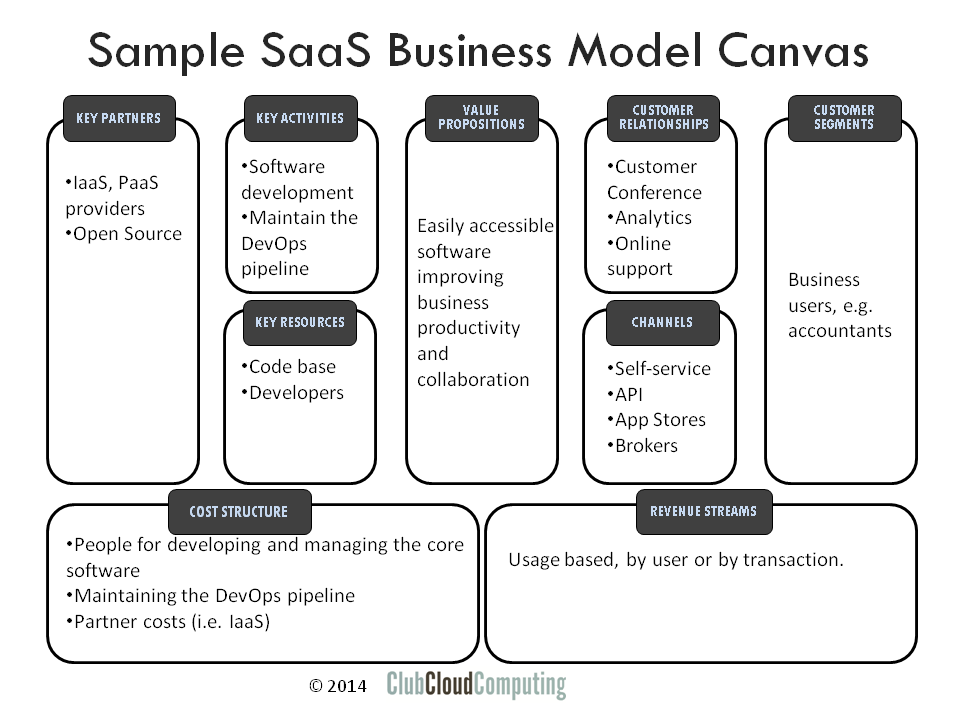 Sample SaaS Business Model Canvas
KEY PARTNERS
•IaaS, PaaS
providers
•Open Source
KEY ACTIVITIES
•Software
development
•Maintain the
DevOps
pipeline
KEY RESOURCES
•Code base
•Developers
VALUE
PROPOSITIONS
Easily accessible
software
improving
business
productivity
and
collaboration
CUSTOMER
RELATIONSHIPS
•Customer
Conference
•Analytics
•Online
support
CHANNELS
•Self-service
•API
•App Stores
•Brokers
CUSTOMER
SEGMENTS
Business
users, e.g.
accountants
COST STRUCTURE
•People for developing and managing the core
software
•Maintaining the DevOps pipeline
•Partner costs (i.e. IaaS)
REVENUE STREAMS
Usage based, by user or by transaction.
© 2014 ClubCloudComputing